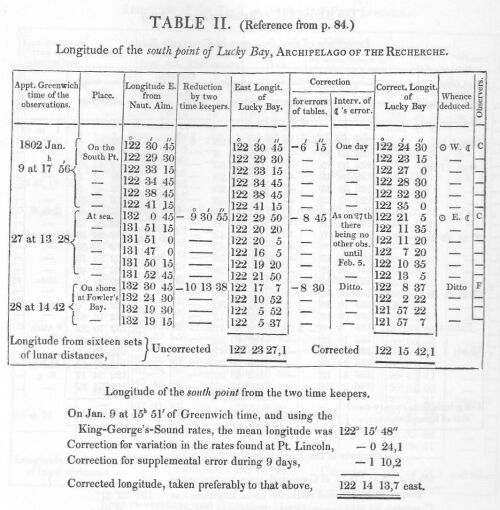 TABLE II. (Reference from p. 84.)
Longitude of the south point of Lucky Bay, ARCHIPELAGO OF THE RECHERCHE.
Appt. Greenwich time of the observations. Place. Longitude E. from Naut. Alm. Reduction by two time keepers. East Longit. of Lucky Bay. Correction for errors of tables. Interv. of ☾'s error. Correct. Longit. of Lucky Bay Whence deduced. Observers.
1802 Jan. On the 122° 30′ 45″ 122° 30′ 45″ –6′ 15″ One day 122° 24′ 30″ ☉ W. ☾ C
h ′ South Pt. 122 29 30 — 122 29 30 — — 122 23 15
9 at 17 56 — 122 33 15 — 122 33 15 — — 122 27 0
— — 122 34 45 — 122 34 45 — — 122 28 30
— — 122 38 45 — 122 38 45 — — 122 32 30
— — 122 41 15 ° ′ ″ 122 41 15 — — 122 35 0
— At sea. 132 0 45 – 9 30 55 122 29 50 – 8 45 As on 27th 122 21 5 ☉ E. ☾ C
— — 131 51 15 — 122 20 20 — there 122 11 35
27 at 13 28 — 131 51 0 — 122 20 5 — being 122 11 20
— — 131 47 0 — 122 16 5 — no other obs. 122 7 20
— — 131 50 15 — 122 19 20 — until 122 10 35
— — 131 52 45 — 122 21 50 — Feb. 5. 122 13 5
— On shore 132 30 45 –10 13 38 122 17 7 –8 30 Ditto. 122 8 37 Ditto F
— at Fowler's 132 24 30 — 122 10 52 — — 122 2 22
28 at 14 42 Bay. 132 19 30 — 122 5 52 — — 121 57 22
— — 132 19 15 — 122 5 37 — — 121 57 7
Longitude from sixteen sets of lunar distances, } Uncorrected 122 23 27,1 Corrected 122 15 42,1
Longitude of the south point from the two time keepers.
On Jan. 9 at 15ʰ 51′ of Greenwich time, and using the
King-George's-Sound rates, the mean longitude was 122° 15′ 48″
Correction for variation in the rates found at Pt. Lincoln, – 0 24,1
Correction for supplemental error during 9 days, – 1 10,2
Corrected longitude, taken preferably to that above, 122 14 13,7 east.